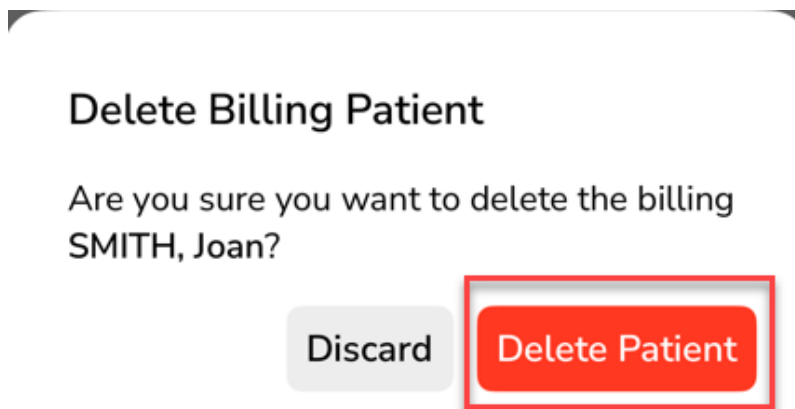 Delete Billing Patient
Are you sure you want to delete the billing
SMITH, Joan?
Discard
Delete Patient